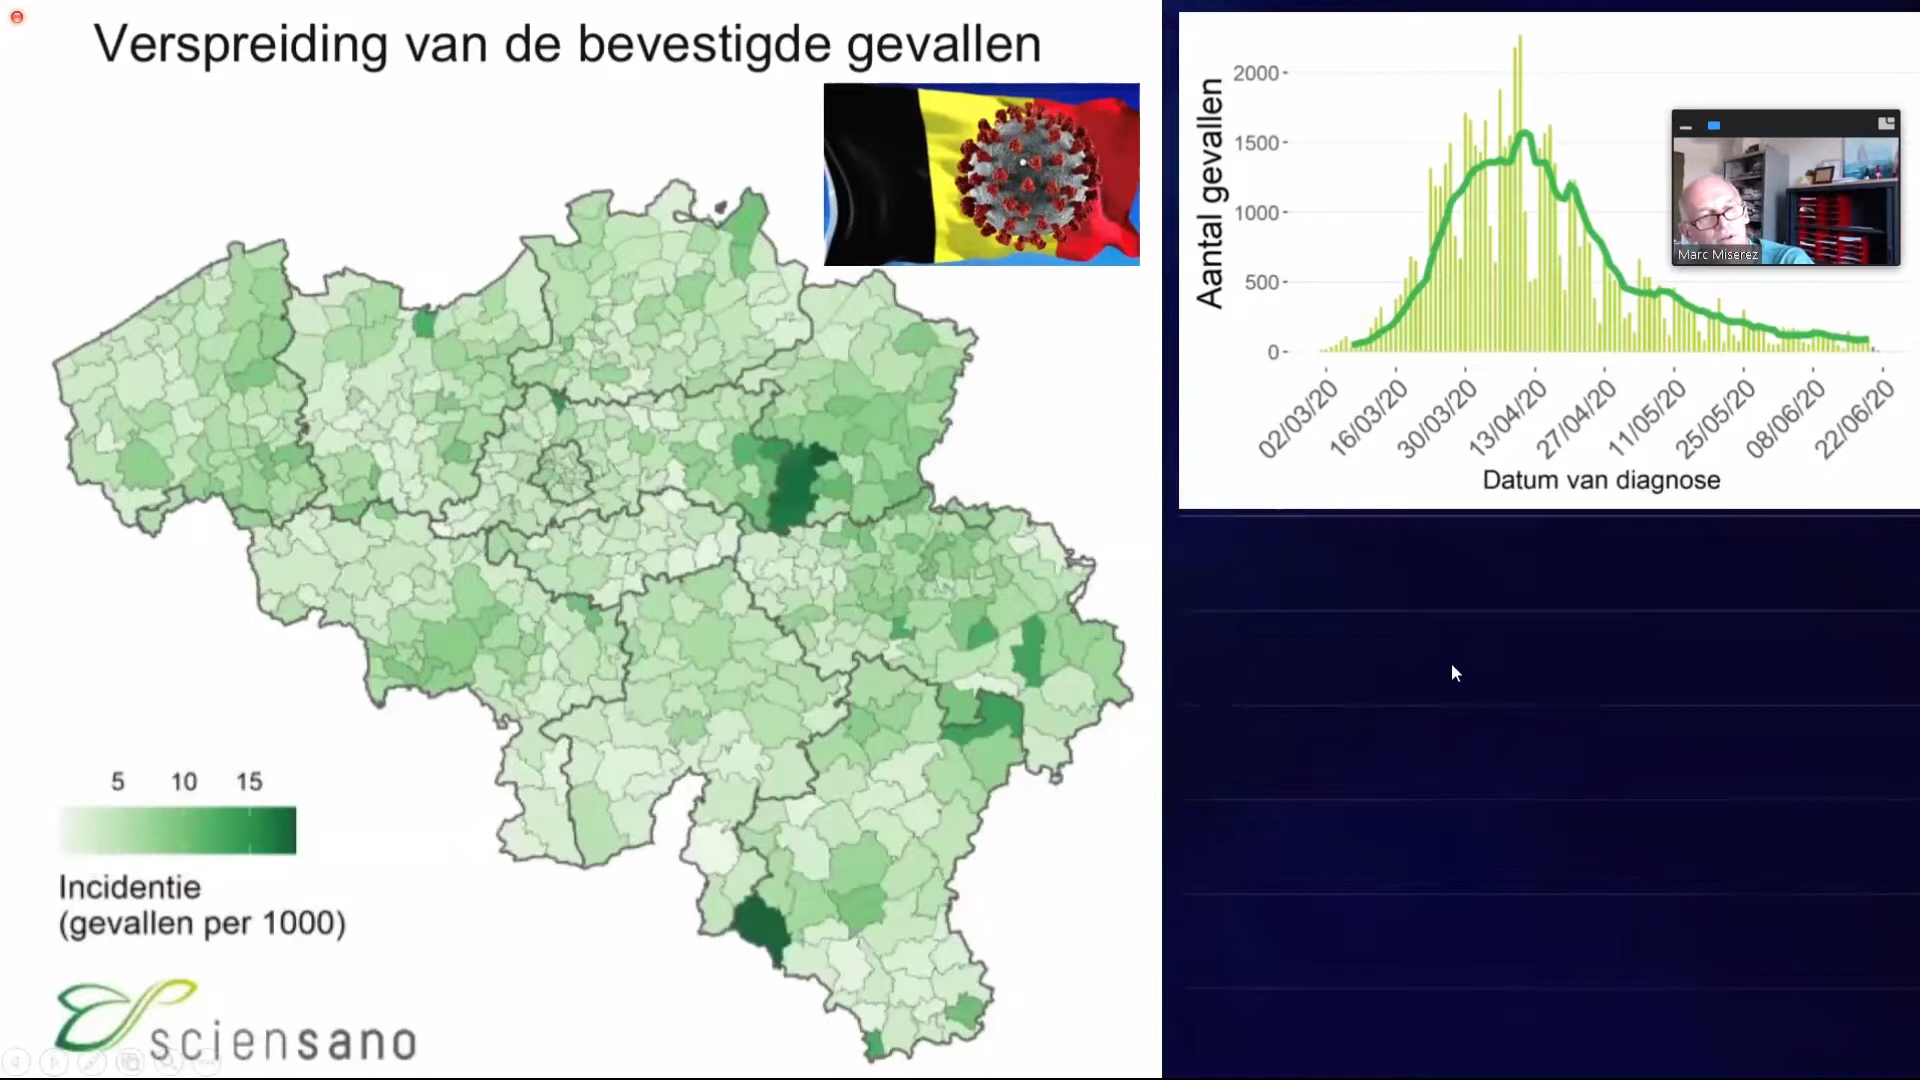 Verspreiding van de bevestigde gevallen
5 10 15
Incidentie
(gevallen per 1000)
sciensano
Aantal gevallen
2000
1500
1000
500
0
02/03/20
16/03/20
30/03/20
13/04/20
27/04/20
11/05/20
25/05/20
08/06/20
22/06/20
Datum van diagnose
Marc Miserez